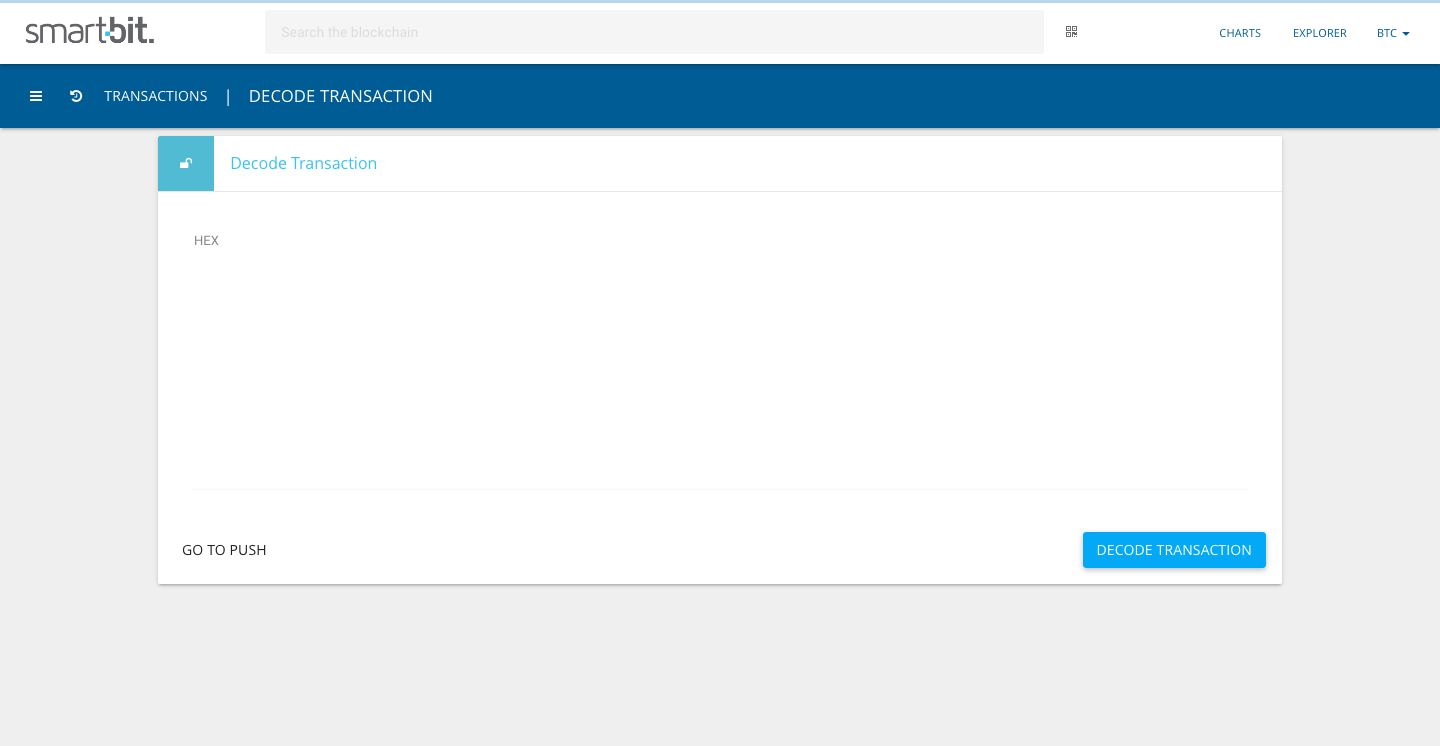 smartbit.
Search the blockchain
CHARTS
EXPLORER
BTC
TRANSACTIONS | DECODE TRANSACTION
Decode Transaction
HEX
GO TO PUSH
DECODE TRANSACTION